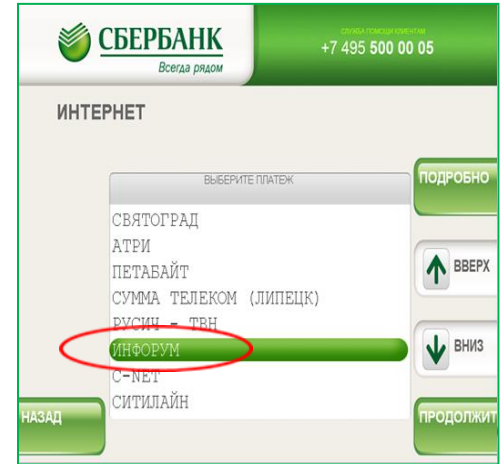 СБЕРБАНК
Всегда рядом
СЛУЖБА ПОМОЩИ КЛИЕНТАМ
+7 495 500 00 05
ИНТЕРНЕТ
ВЫБЕРИТЕ ПЛАТЕЖ
ПОДРОБНО
СВЯТОГРАД
АТРИ
ПЕТАБАЙТ
СУММА ТЕЛЕКОМ (ЛИПЕЦК)
РУСИЧ - ТВН
ИНФОРУМ
C-NET
СИТИЛАЙН
ВВЕРХ
ВНИЗ
НАЗАД
ПРОДОЛЖИТ